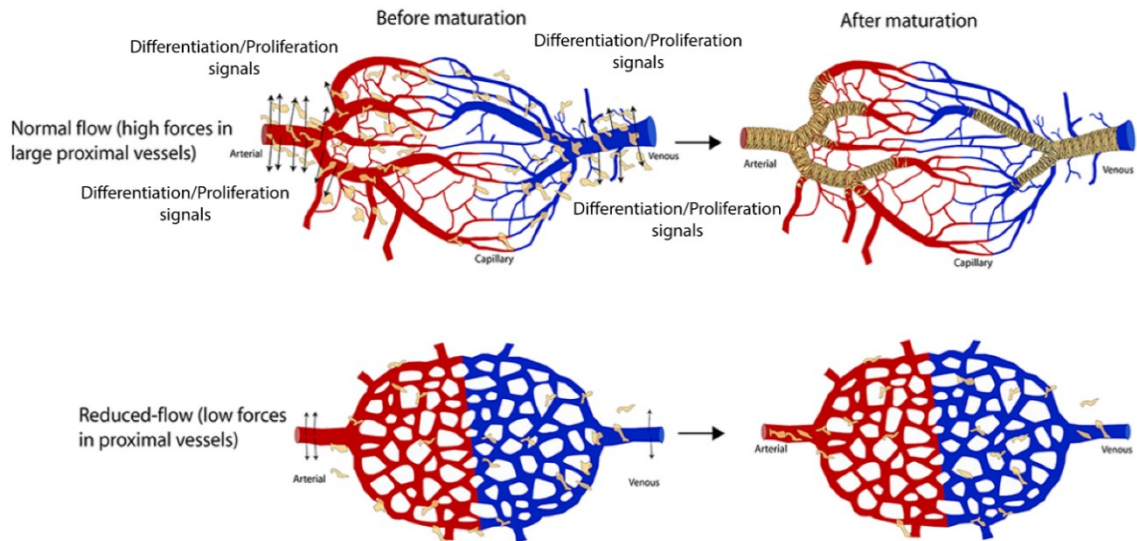 Before maturation
After maturation
Differentiation/Proliferation
signals
Differentiation/Proliferation
signals
Normal flow (high forces in
large proximal vessels)
Arterial
Venous
Arterial
Venous
Differentiation/Proliferation
signals
Differentiation/Proliferation
signals
Capillary
Capillary
Reduced-flow (low forces
in proximal vessels)
Arterial
Venous
Arterial
Venous